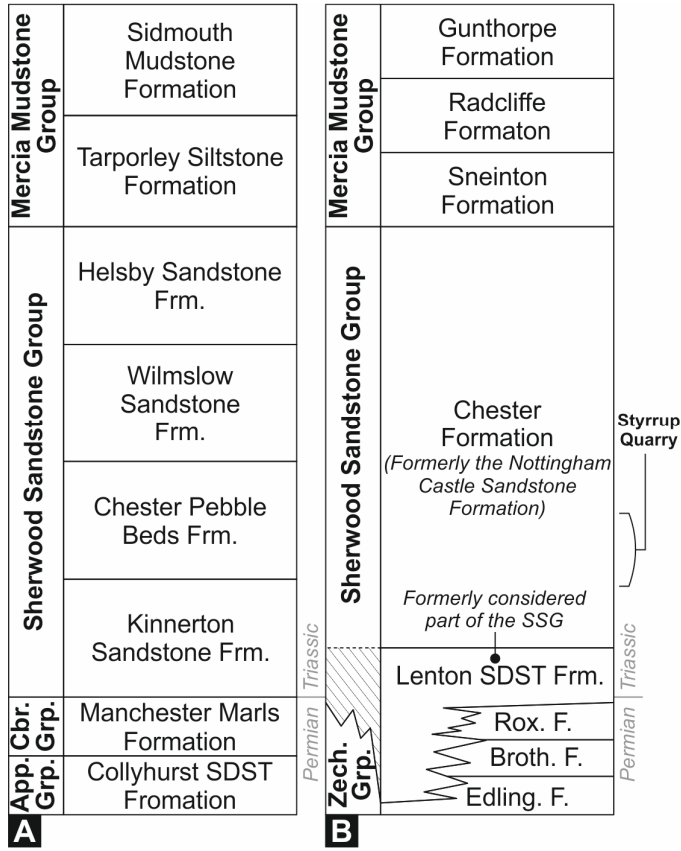 Mercia Mudstone
Group
Sidmouth
Mudstone
Formation
Tarporley Siltstone
Formation
Sherwood Sandstone Group
Helsby Sandstone
Frm.
Wilmslow
Sandstone
Frm.
Chester Pebble
Beds Frm.
Kinnerton
Sandstone Frm.
Cbr.
Grp.
Manchester Marls
Formation
App.
Grp.
Collyhurst SDST
Fromation
Triassic
Permian
A
Mercia Mudstone
Group
Gunthorpe
Formation
Radcliffe
Formaton
Sneinton
Formation
Sherwood Sandstone Group
Chester
Formation
(Formerly the Nottingham
Castle Sandstone
Formation)
Styrrup
Quarry
Formerly considered
part of the SSG
Lenton SDST Frm.
Zech.
Grp.
Rox. F.
Broth. F.
Edling. F.
Triassic
Permian
B